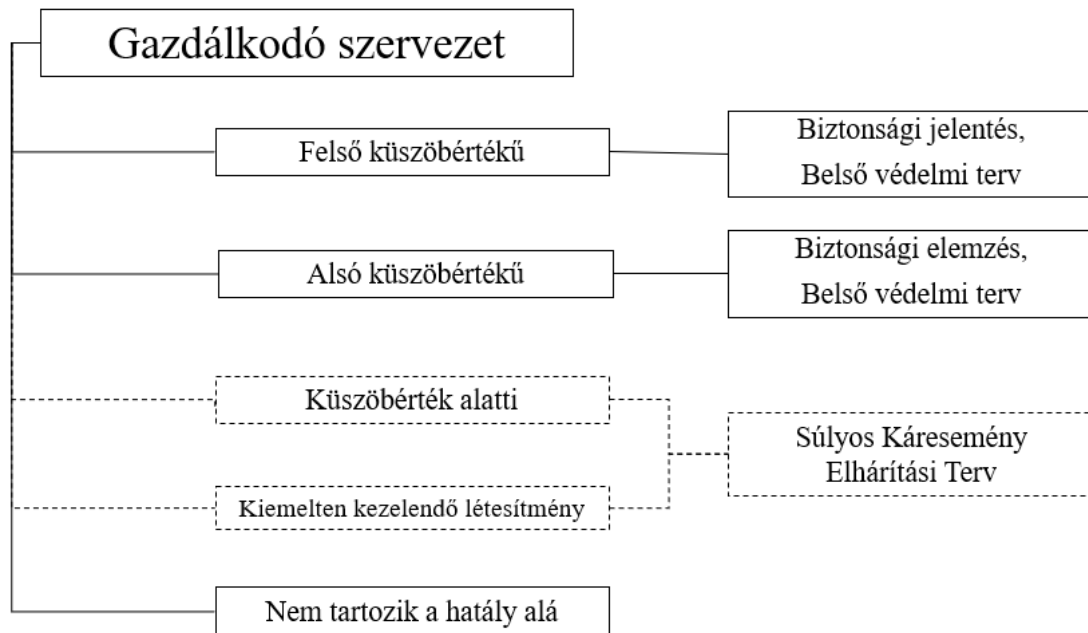 Gazdálkodó szervezet
Felső küszöbértékű
Biztonsági jelentés,
Belső védelmi terv
Alsó küszöbértékű
Biztonsági elemzés,
Belső védelmi terv
Küszöbérték alatti
Súlyos Káresemény
Elhárítási Terv
Kiemelten kezelendő létesítmény
Nem tartozik a hatály alá